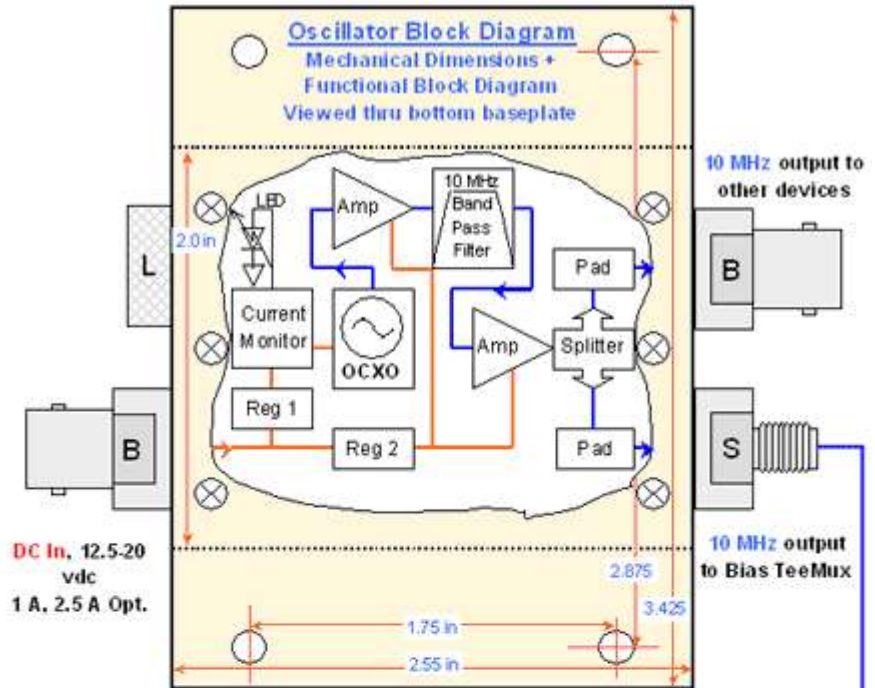 Oscillator Block Diagram
Mechanical Dimensions +
Functional Block Diagram
Viewed thru bottom baseplate
10 MHz output to
other devices
2.0 in
LED
Amp
10 MHz
Band
Pass
Filter
L
B
Pad
Current
Monitor
OCXO
Amp
Splitter
Reg 1
B
Reg 2
Pad
S
DC In, 12.5-20
vdc
1 A, 2.5 A Opt.
10 MHz output
to Bias TeeMux
2.875
3.425
1.75 in
2.55 in